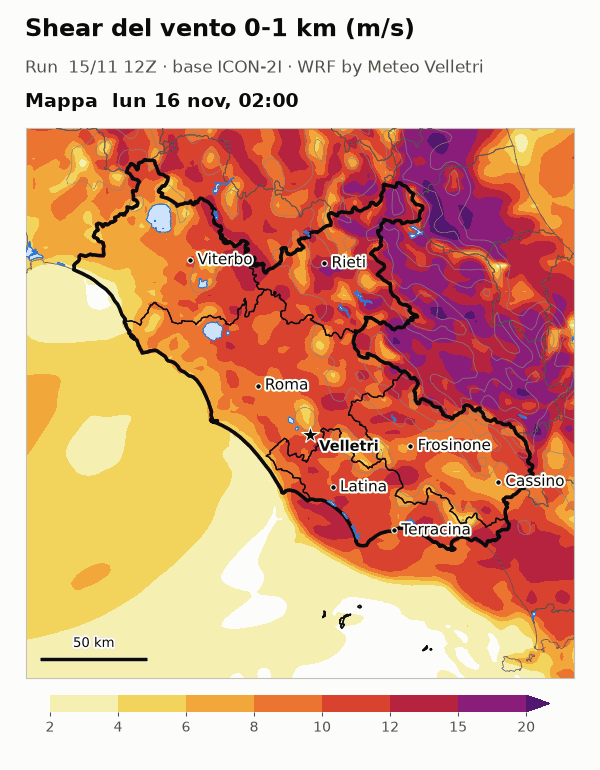 Shear del vento 0-1 km (m/s)
Run  15/11 12Z · base ICON-2I · WRF by Meteo Velletri
Mappa  lun 16 nov, 02:00
Viterbo
Rieti
Roma
Velletri
Frosinone
Cassino
Latina
Terracina
50 km
2 4 6 8 10 12 15 20